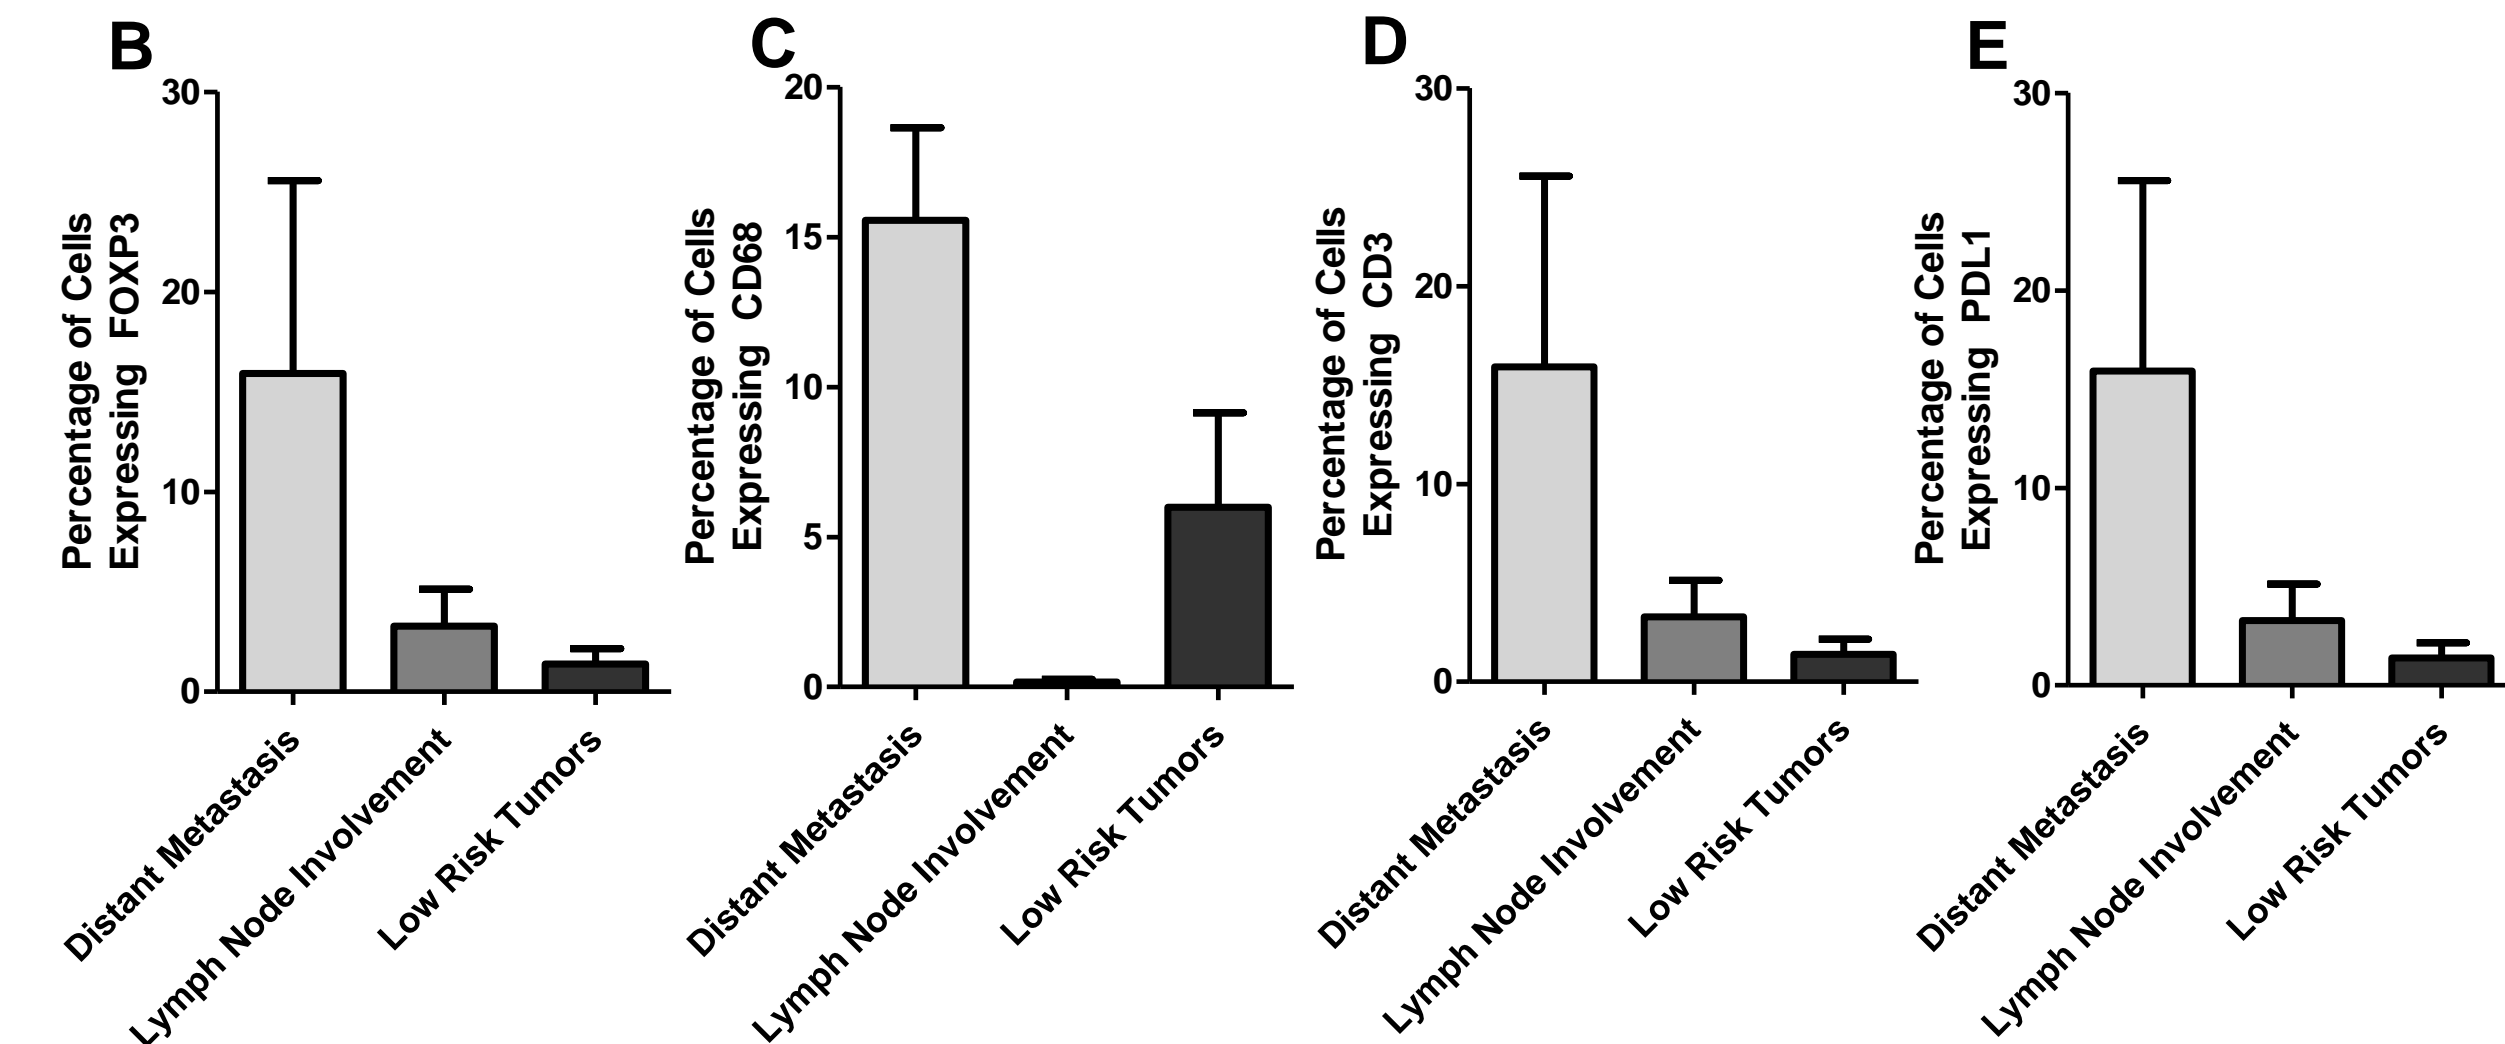 B
30
20
10
0
Percentage of Cells
Expressing FOXP3
Distant Metastasis
Lymph Node Involvement
Low Risk Tumors
C
20
15
10
5
0
Percentage of Cells
Expressing CD68
Distant Metastasis
Lymph Node Involvement
Low Risk Tumors
D
30
20
10
0
Percentage of Cells
Expressing CD3
Distant Metastasis
Lymph Node Involvement
Low Risk Tumors
E
30
20
10
0
Percentage of Cells
Expressing PDL1
Distant Metastasis
Lymph Node Involvement
Low Risk Tumors